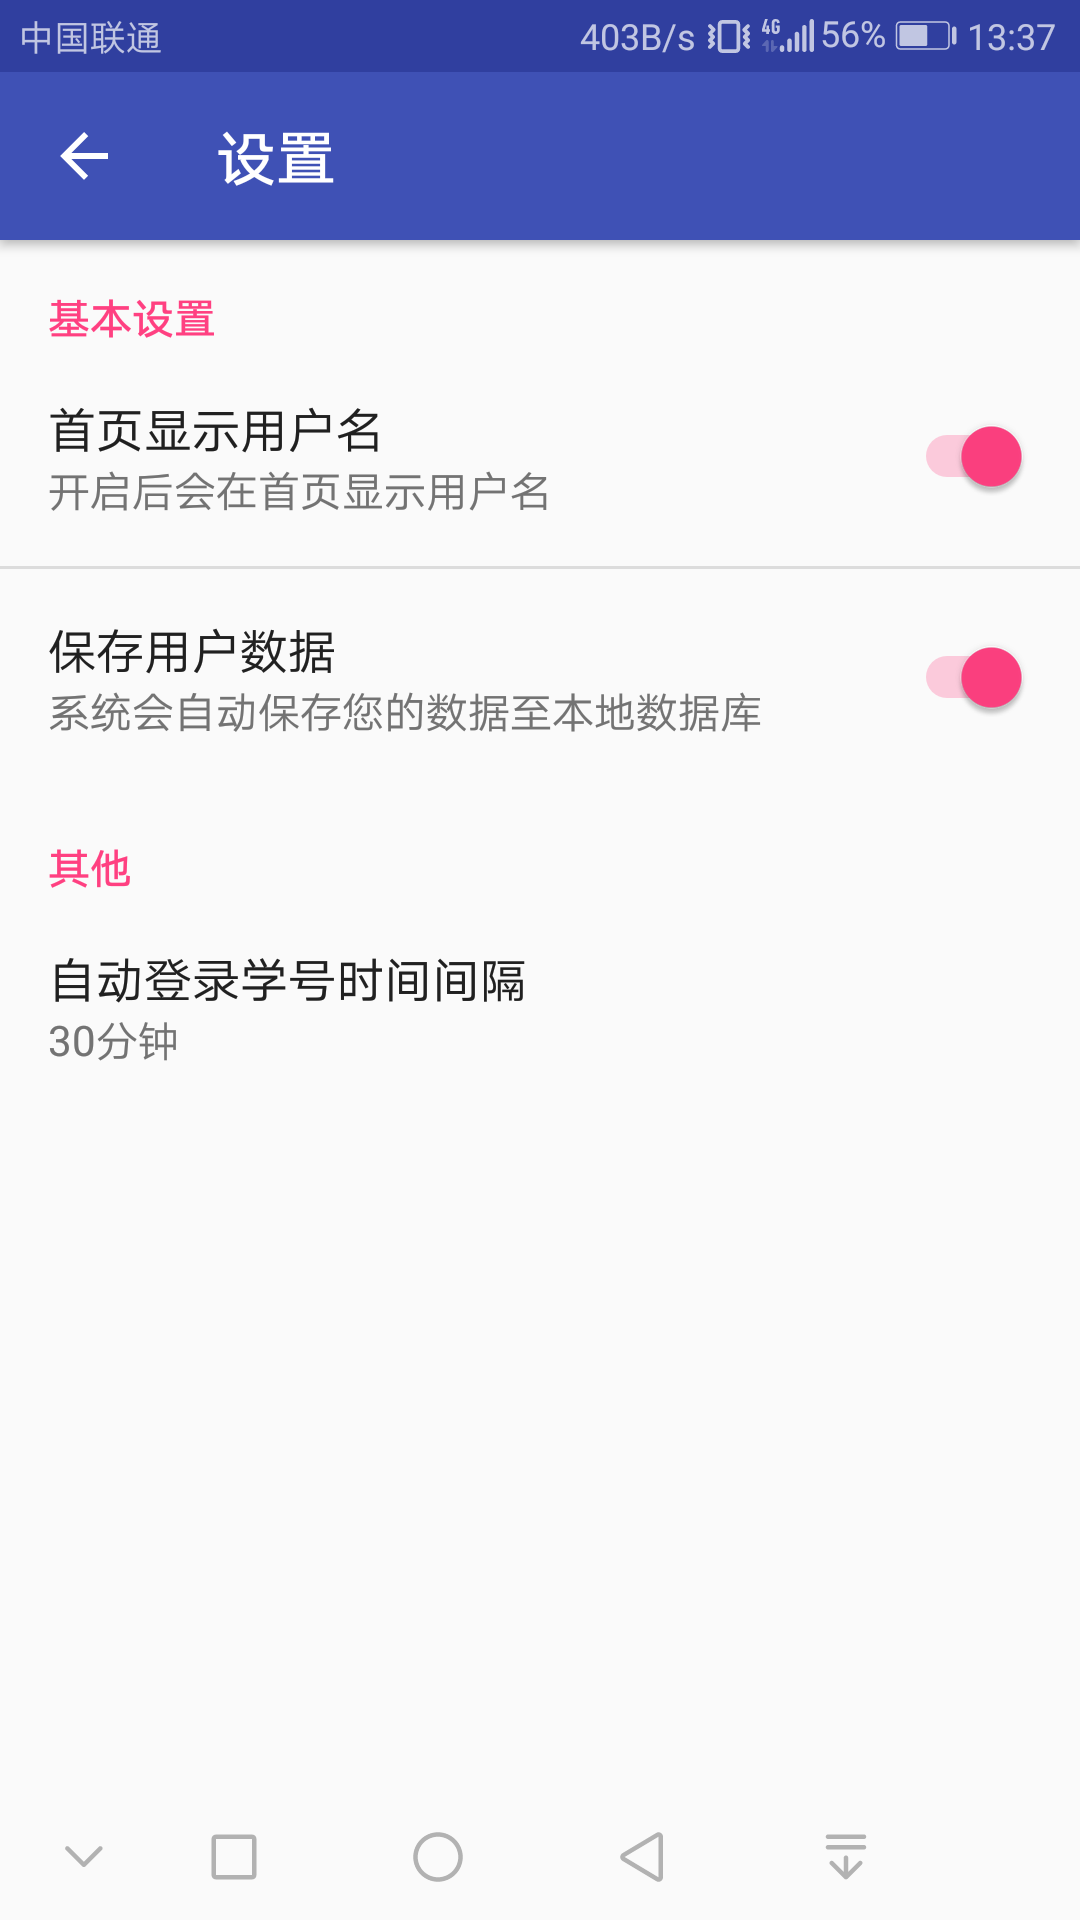 中国联通 403B/s 4G 56% 13:37
设置
基本设置
首页显示用户名
开启后会在首页显示用户名
保存用户数据
系统会自动保存您的数据至本地数据库
其他
自动登录学号时间间隔
30分钟